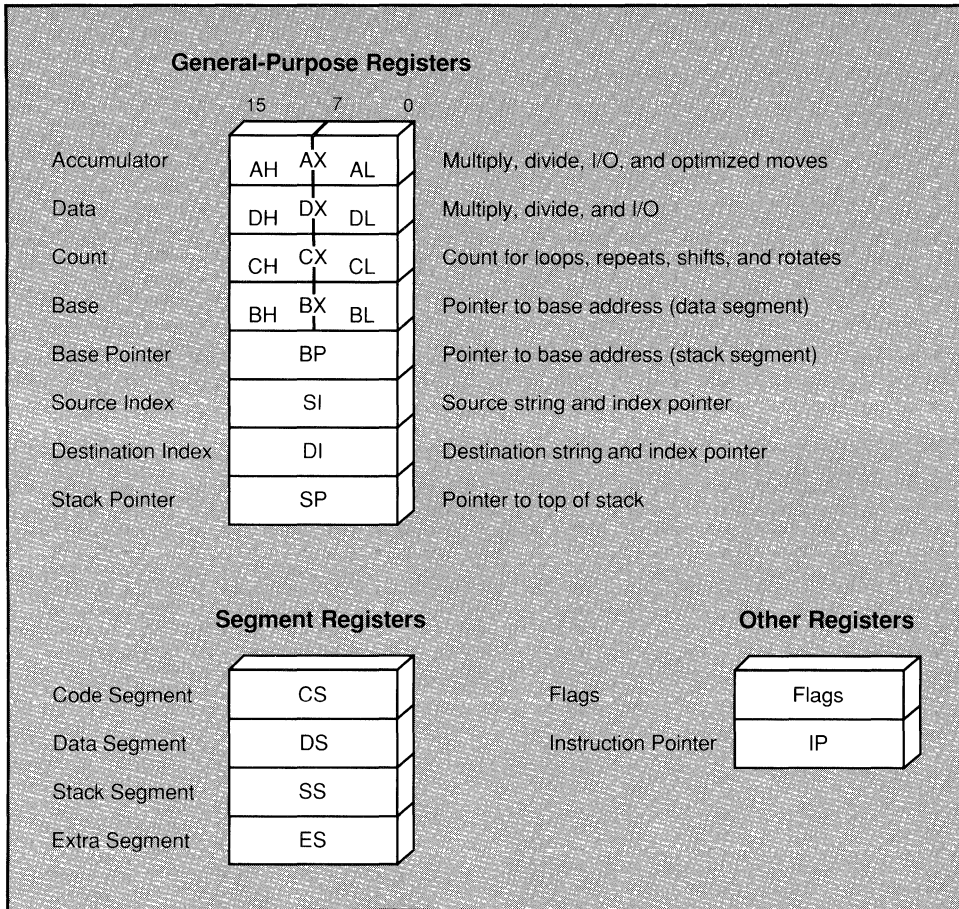 General-Purpose Registers
15 7 0
Accumulator AH AX AL Multiply, divide, I/O, and optimized moves
Data DH DX DL Multiply, divide, and I/O
Count CH CX CL Count for loops, repeats, shifts, and rotates
Base BH BX BL Pointer to base address (data segment)
Base Pointer BP Pointer to base address (stack segment)
Source Index SI Source string and index pointer
Destination Index DI Destination string and index pointer
Stack Pointer SP Pointer to top of stack
Segment Registers Other Registers
Code Segment CS Flags Flags
Data Segment DS Instruction Pointer IP
Stack Segment SS
Extra Segment ES